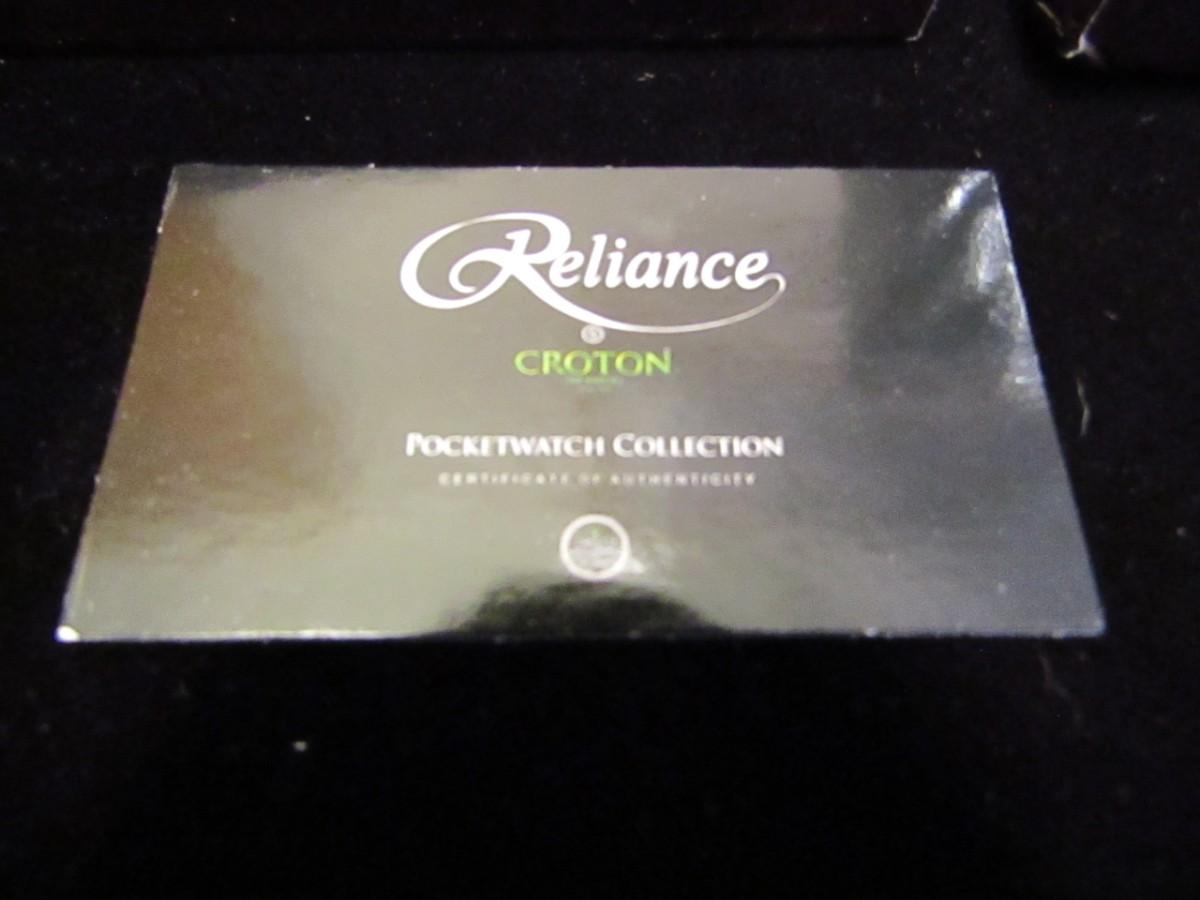 Reliance
CROTON
POCKETWATCH COLLECTION
CERTIFICATE OF AUTHENTICITY